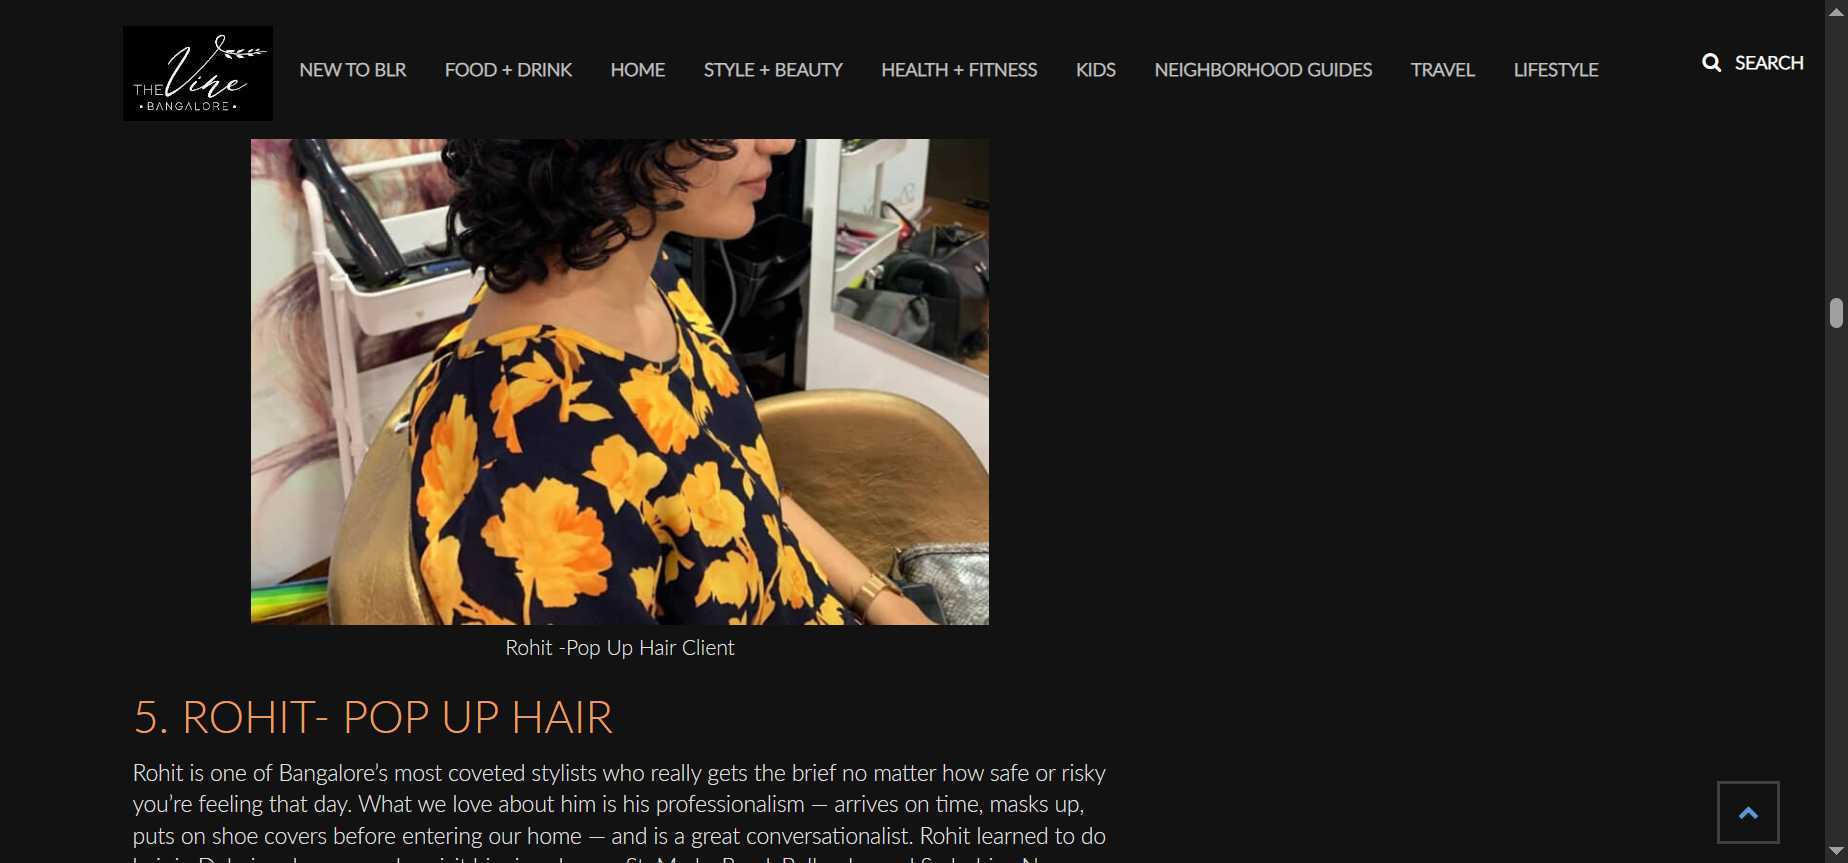 THE Vine
•BANGALORE•
NEW TO BLR
FOOD + DRINK
HOME
STYLE + BEAUTY
HEALTH + FITNESS
KIDS
NEIGHBORHOOD GUIDES
TRAVEL
LIFESTYLE
SEARCH
Rohit -Pop Up Hair Client
5. ROHIT- POP UP HAIR
Rohit is one of Bangalore’s most coveted stylists who really gets the brief no matter how safe or risky
you’re feeling that day. What we love about him is his professionalism — arrives on time, masks up,
puts on shoe covers before entering our home — and is a great conversationalist. Rohit learned to do